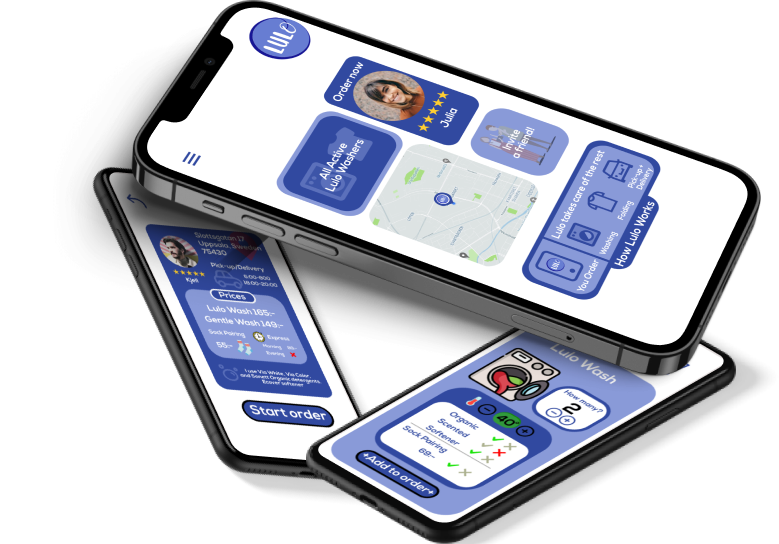 LULO
Order now
Julia
All Active
Lulo Washers
Invite
a friend!
Lulo takes care of the rest
You Order
Washing
Folding
Pick-up +
Delivery
How Lulo Works
Slottsgatan 17
Uppsala, Sweden
75430
Kjell
Pick-up/Delivery
6:00-8:00
18:00-20:00
Prices
Lulo Wash 165:-
Gentle Wash 149:-
Sock Pairing
55:-
Express
Morning
Evening
I use Via White, Via Color,
and Sonett Organic detergents.
Ecover softener
Start order
Lulo Wash
How many?
2
40°
Organic
Scented
Softener
Sock Pairing
69:-
+Add to order+